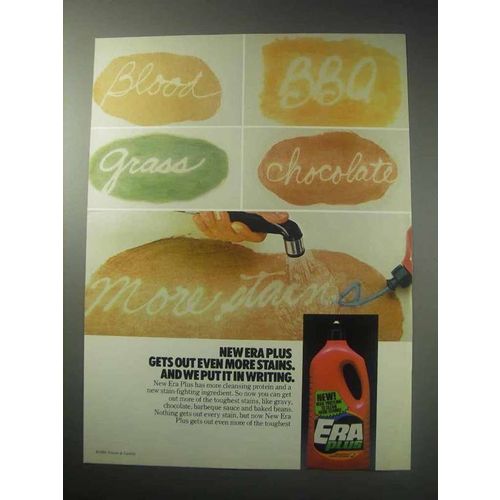 Blood
BBQ
grass
chocolate
More stains
NEW ERA PLUS
GETS OUT EVEN MORE STAINS.
AND WE PUT IT IN WRITING.
New Era Plus has more cleansing protein and a
new stain-fighting ingredient. So now you can get
out more of the toughest stains, like gravy,
chocolate, barbeque sauce and baked beans.
Nothing gets out every stain, but now New Era
Plus gets out even more of the toughest
NEW!
ERA
PLUS